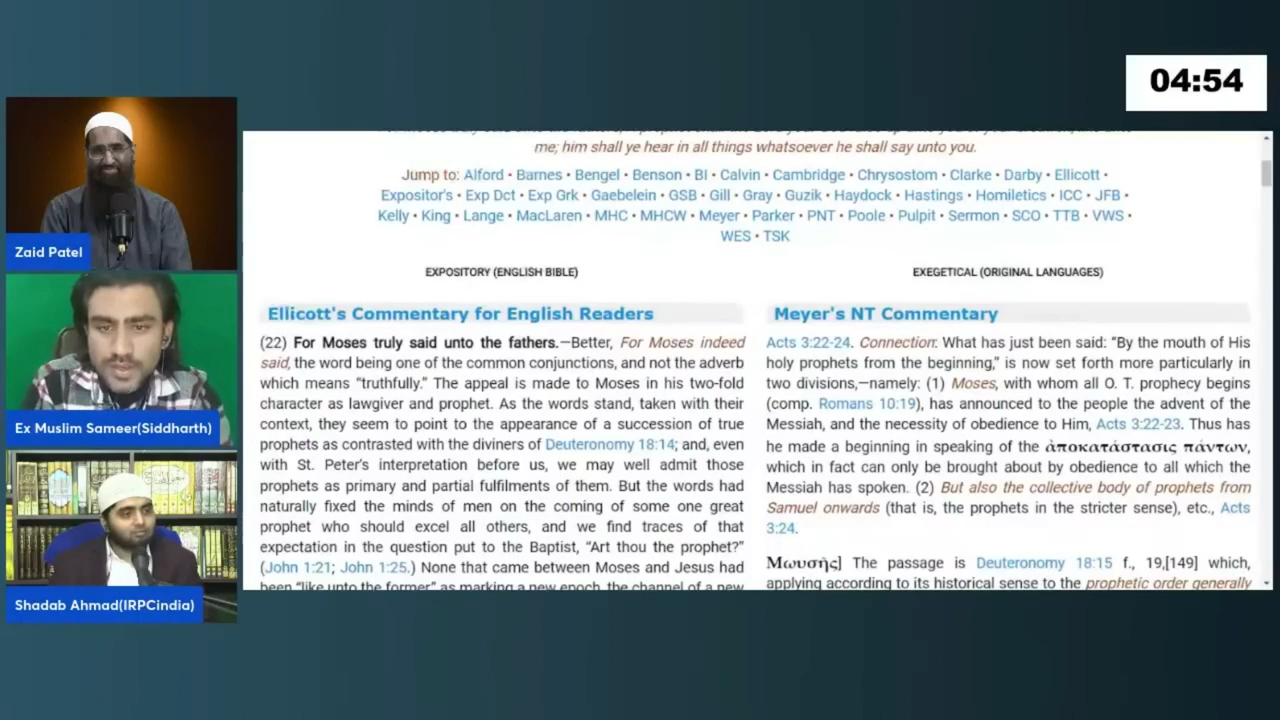 04:54
Zaid Patel
Ex Muslim Sameer(Siddharth)
Shadab Ahmad(IRPCindia)
me; him shall ye hear in all things whatsoever he shall say unto you.
Jump to: Alford • Barnes • Bengel • Benson • BI • Calvin • Cambridge • Chrysostom • Clarke • Darby • Ellicott •
Expositor's • Exp Dct • Exp Grk • Gaebelein • GSB • Gill • Gray • Guzik • Haydock • Hastings • Homiletics • ICC • JFB •
Kelly • King • Lange • MacLaren • MHC • MHCW • Meyer • Parker • PNT • Poole • Pulpit • Sermon • SCO • TTB • VWS •
WES • TSK
EXPOSITORY (ENGLISH BIBLE)
Ellicott's Commentary for English Readers
(22) For Moses truly said unto the fathers.—Better, For Moses indeed
said, the word being one of the common conjunctions, and not the adverb
which means “truthfully.” The appeal is made to Moses in his two-fold
character as lawgiver and prophet. As the words stand, taken with their
context, they seem to point to the appearance of a succession of true
prophets as contrasted with the diviners of Deuteronomy 18:14; and, even
with St. Peter's interpretation before us, we may well admit those
prophets as primary and partial fulfilments of them. But the words had
naturally fixed the minds of men on the coming of some one great
prophet who should excel all others, and we find traces of that
expectation in the question put to the Baptist, “Art thou the prophet?”
(John 1:21; John 1:25.) None that came between Moses and Jesus had
been “like unto the former” as marking a new epoch, the channel of a new
EXEGETICAL (ORIGINAL LANGUAGES)
Meyer's NT Commentary
Acts 3:22-24. Connection: What has just been said: “By the mouth of His
holy prophets from the beginning,” is now set forth more particularly in
two divisions,—namely: (1) Moses, with whom all O. T. prophecy begins
(comp. Romans 10:19), has announced to the people the advent of the
Messiah, and the necessity of obedience to Him, Acts 3:22-23. Thus has
he made a beginning in speaking of the ἀποκατάστασις πάντων,
which in fact can only be brought about by obedience to all which the
Messiah has spoken. (2) But also the collective body of prophets from
Samuel onwards (that is, the prophets in the stricter sense), etc., Acts
3:24.
Μωυσῆς] The passage is Deuteronomy 18:15 f., 19,[149] which,
applying according to its historical sense to the prophetic order generally